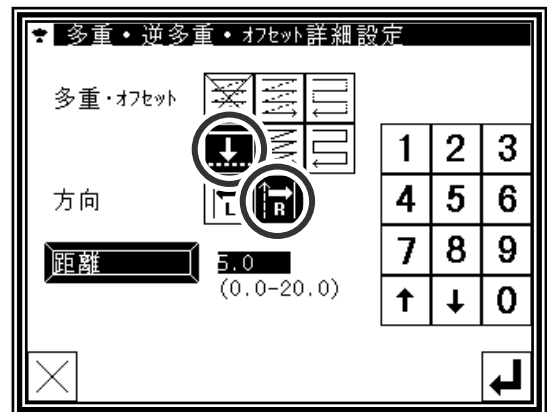 多重・逆多重・オフセット詳細設定
多重・オフセット
1 2 3
方向 L R 4 5 6
距離 5.0 7 8 9
(0.0-20.0) ↑ ↓ 0